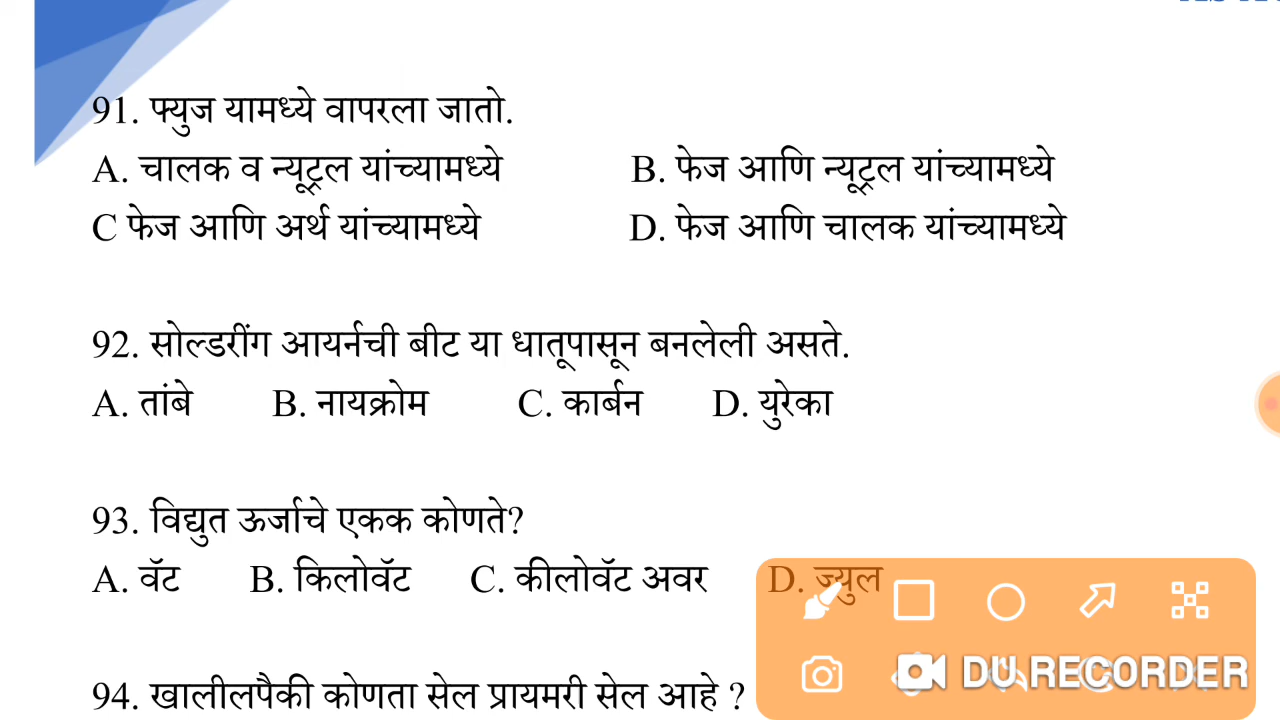 91. फ्युज यामध्ये वापरला जातो.
A. चालक व न्यूट्रल यांच्यामध्ये B. फेज आणि न्यूट्रल यांच्यामध्ये
C फेज आणि अर्थ यांच्यामध्ये D. फेज आणि चालक यांच्यामध्ये
92. सोल्डरींग आयर्नची बीट या धातूपासून बनलेली असते.
A. तांबे B. नायक्रोम C. कार्बन D. युरेका
93. विद्युत ऊर्जाचे एकक कोणते?
A. वॅट B. किलोवॅट C. कीलोवॅट अवर D. ज्युल
DU RECORDER
94. खालीलपैकी कोणता सेल प्रायमरी सेल आहे ?